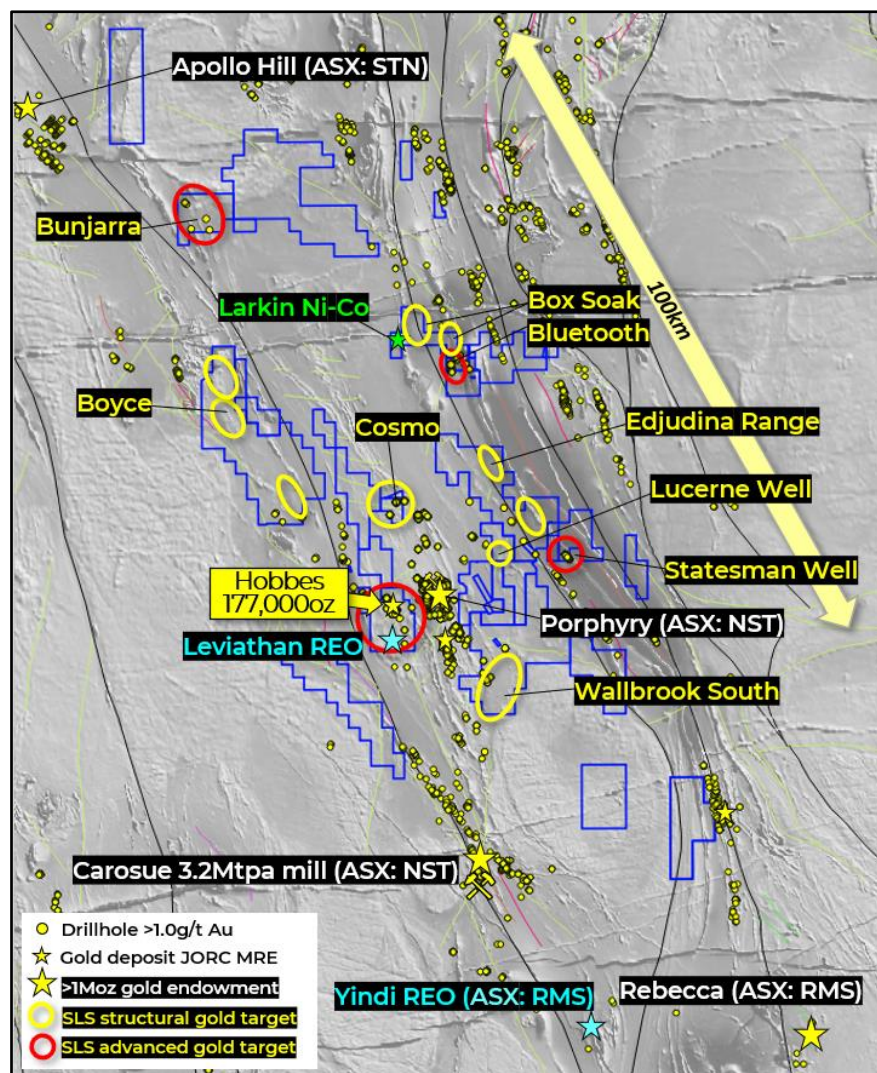 Apollo Hill (ASX: STN)
Bunjarra
100km
Larkin Ni-Co
Box Soak
Bluetooth
Boyce
Cosmo
Edjudina Range
Lucerne Well
Statesman Well
Hobbes
177,000oz
Leviathan REO
Porphyry (ASX: NST)
Wallbrook South
Carosue 3.2Mtpa mill (ASX: NST)
Yindi REO (ASX: RMS)
Rebecca (ASX: RMS)
Drillhole >1.0g/t Au
Gold deposit JORC MRE
>1Moz gold endowment
SLS structural gold target
SLS advanced gold target